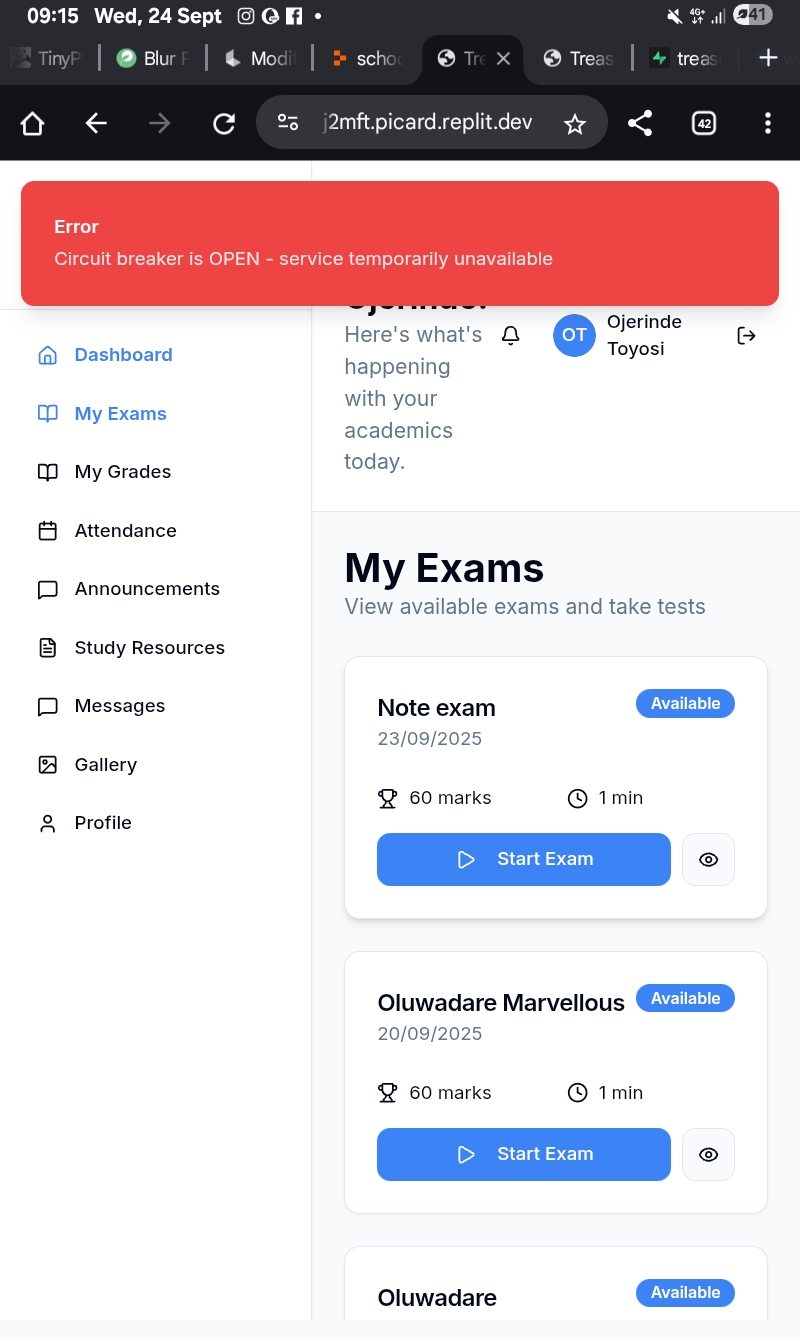 09:15 Wed, 24 Sept
4G+
41
TinyP
Blur
Modi
schoo
Tre
Treas
treas
j2mft.picard.replit.dev
42
Error
Circuit breaker is OPEN - service temporarily unavailable
Ojerinde!
Here's what's
happening
with your
academics
today.
OT
Ojerinde
Toyosi
Dashboard
My Exams
My Grades
Attendance
Announcements
Study Resources
Messages
Gallery
Profile
My Exams
View available exams and take tests
Note exam
Available
23/09/2025
60 marks
1 min
Start Exam
Oluwadare Marvellous
Available
20/09/2025
60 marks
1 min
Start Exam
Oluwadare
Available